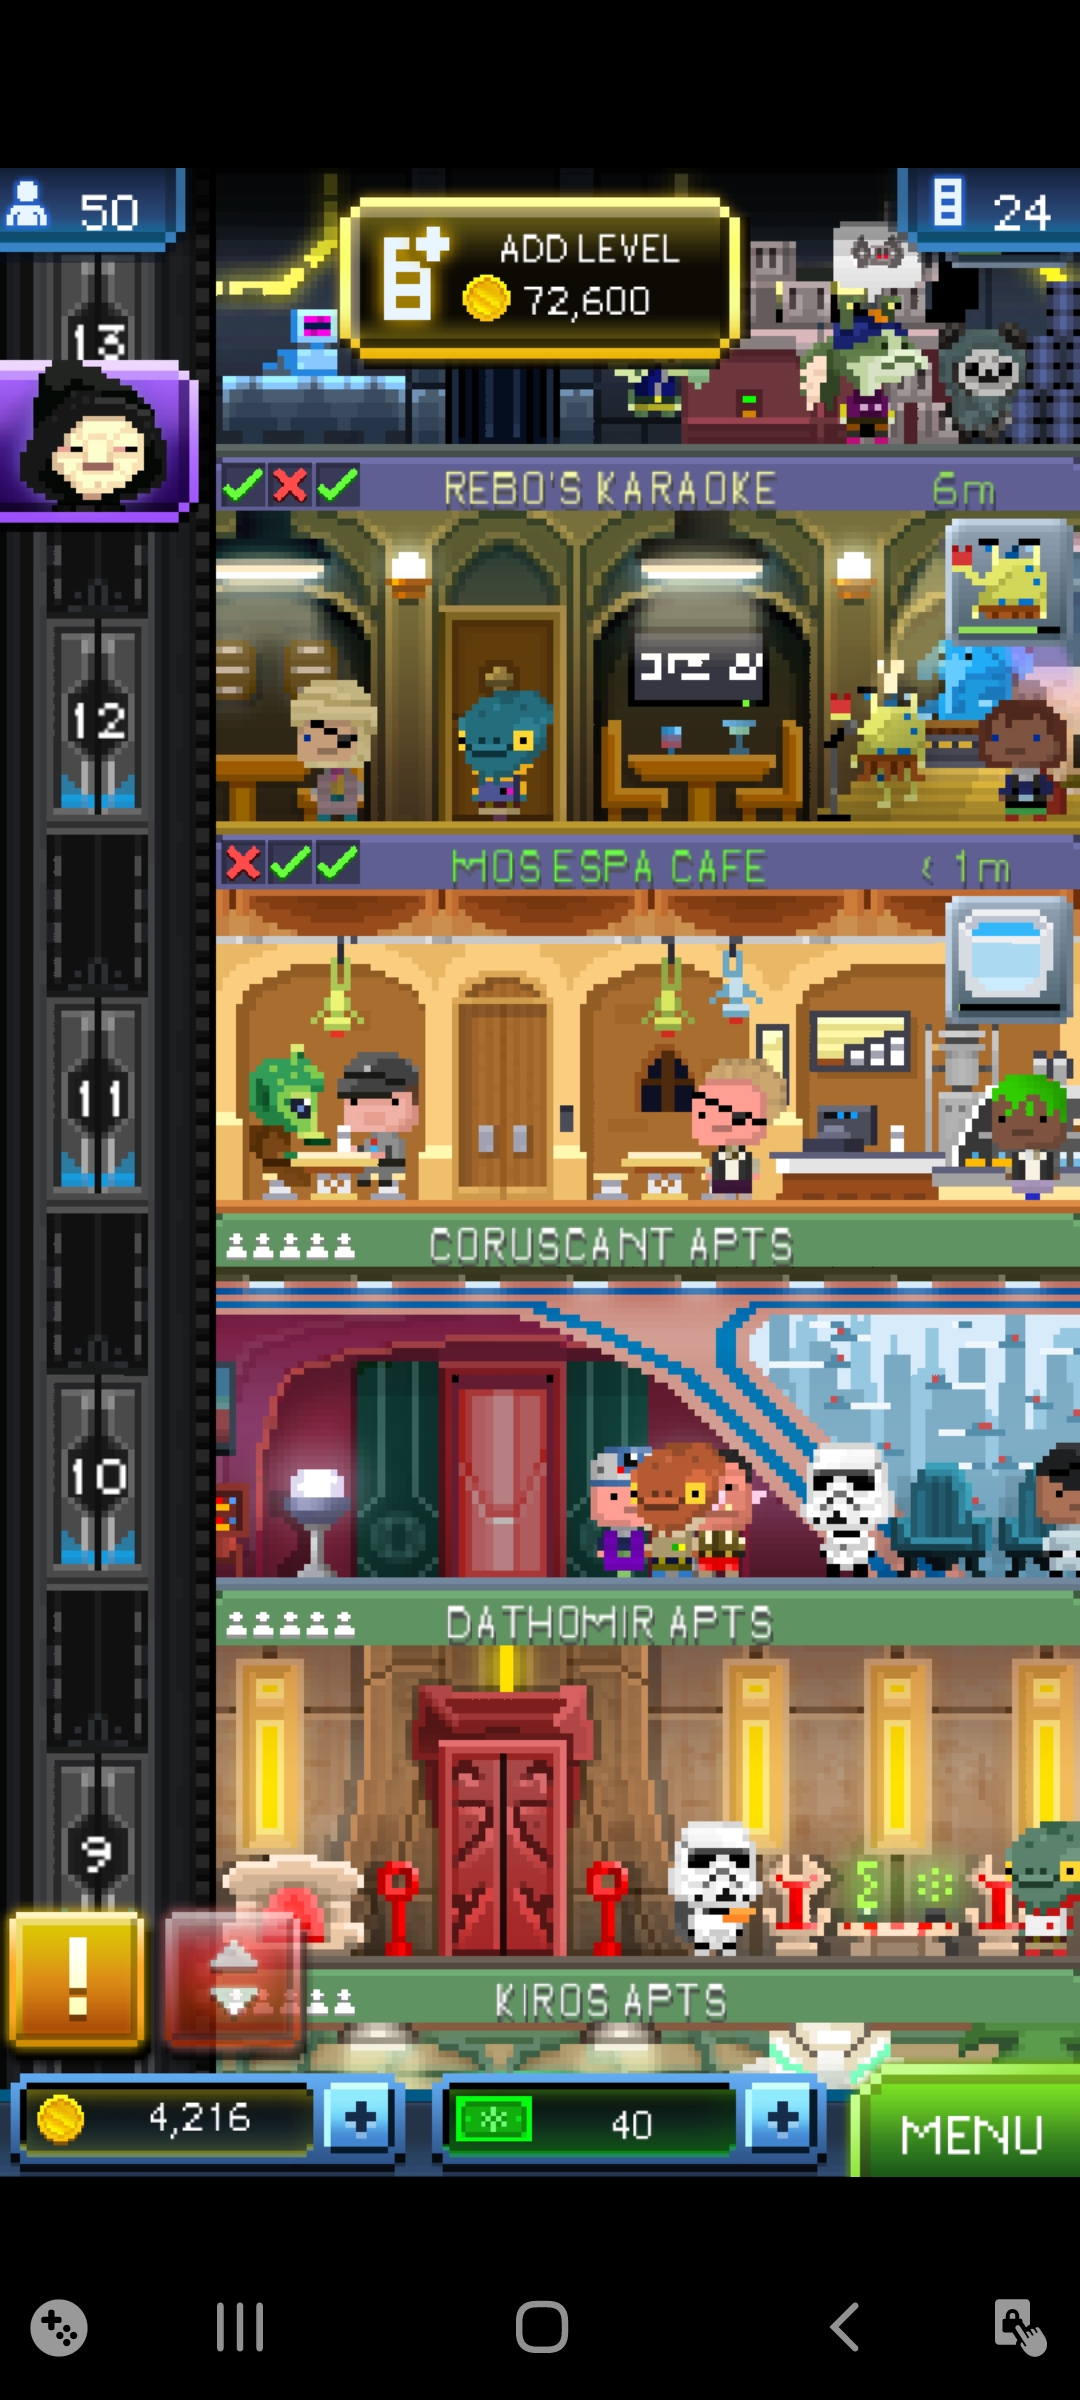 50
ADD LEVEL
72,600
24
13
REBO'S KARAOKE 6m
12
MOS ESPA CAFE < 1m
11
CORUSCANT APTS
10
DATHOMIR APTS
9
!
KIROS APTS
4,216 +
40 +
MENU